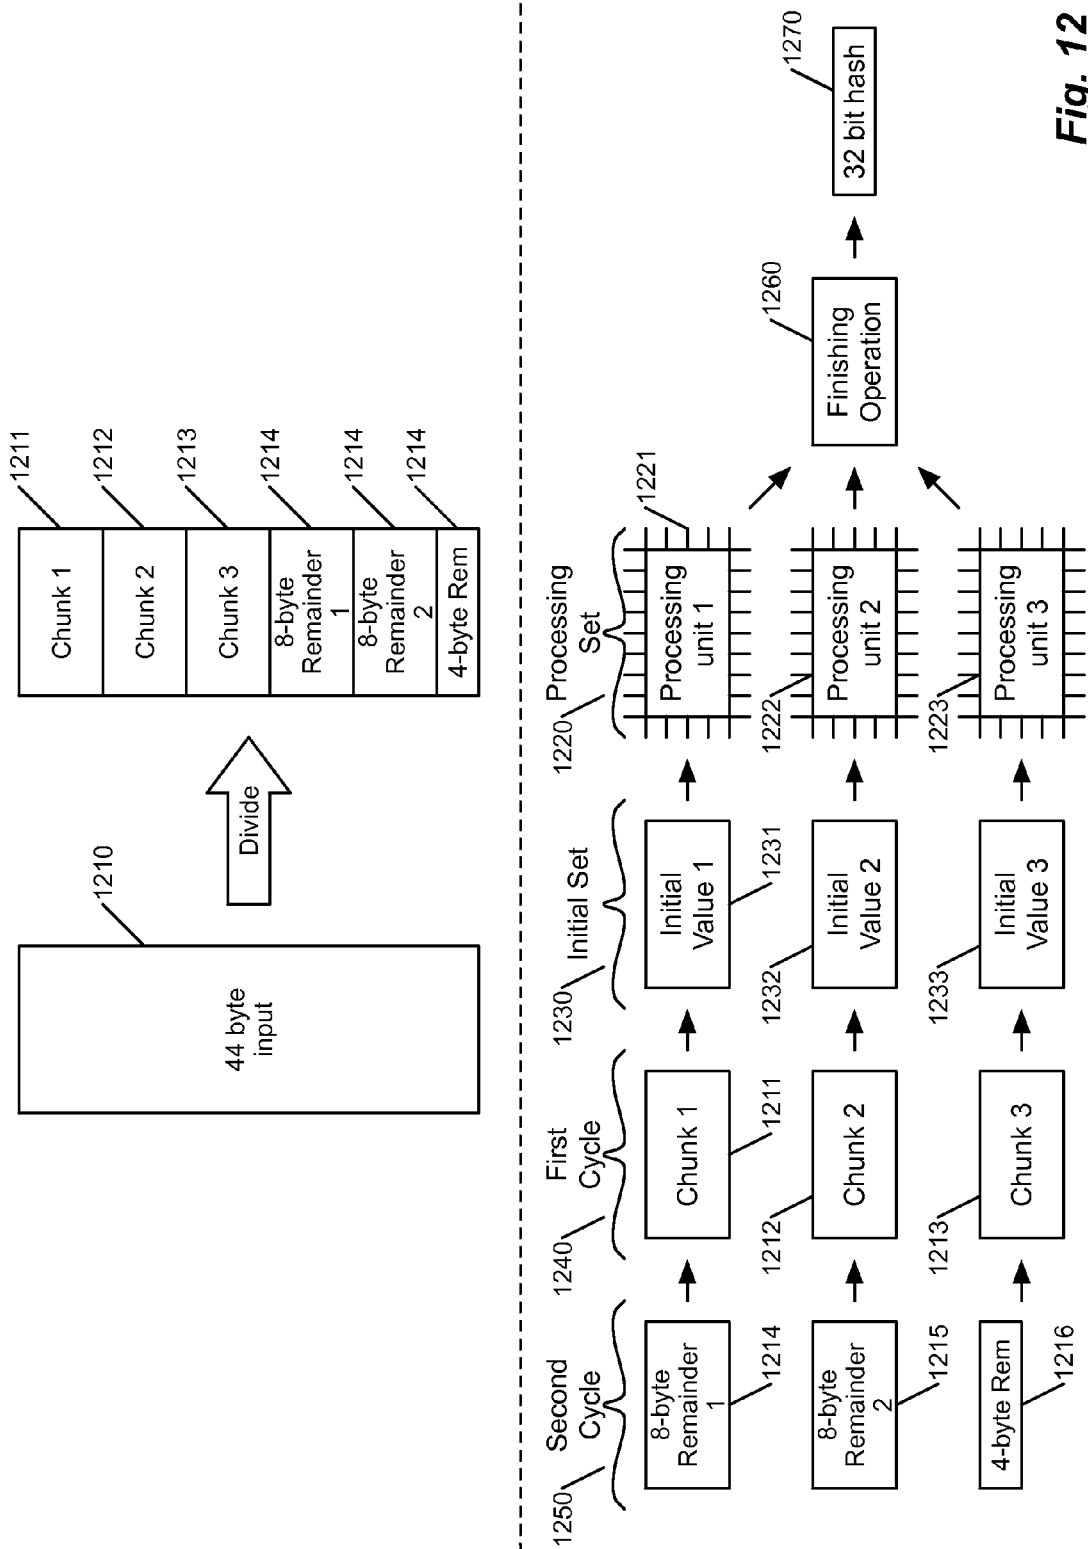 1210
44 byte
input
Divide
1211
Chunk 1
1212
Chunk 2
1213
Chunk 3
1214
8-byte
Remainder
1
1214
8-byte
Remainder
2
1214
4-byte Rem
1250
Second
Cycle
1240
First
Cycle
1230
Initial Set
1220
Processing
Set
8-byte
Remainder
1
1214
Chunk 1
1211
Initial
Value 1
1231
Processing
unit 1
1221
8-byte
Remainder
2
1215
1212
Chunk 2
1232
Initial
Value 2
1222
Processing
unit 2
Finishing
Operation
1260
32 bit hash
1270
4-byte Rem
1216
1213
Chunk 3
1233
Initial
Value 3
1223
Processing
unit 3
Fig. 12